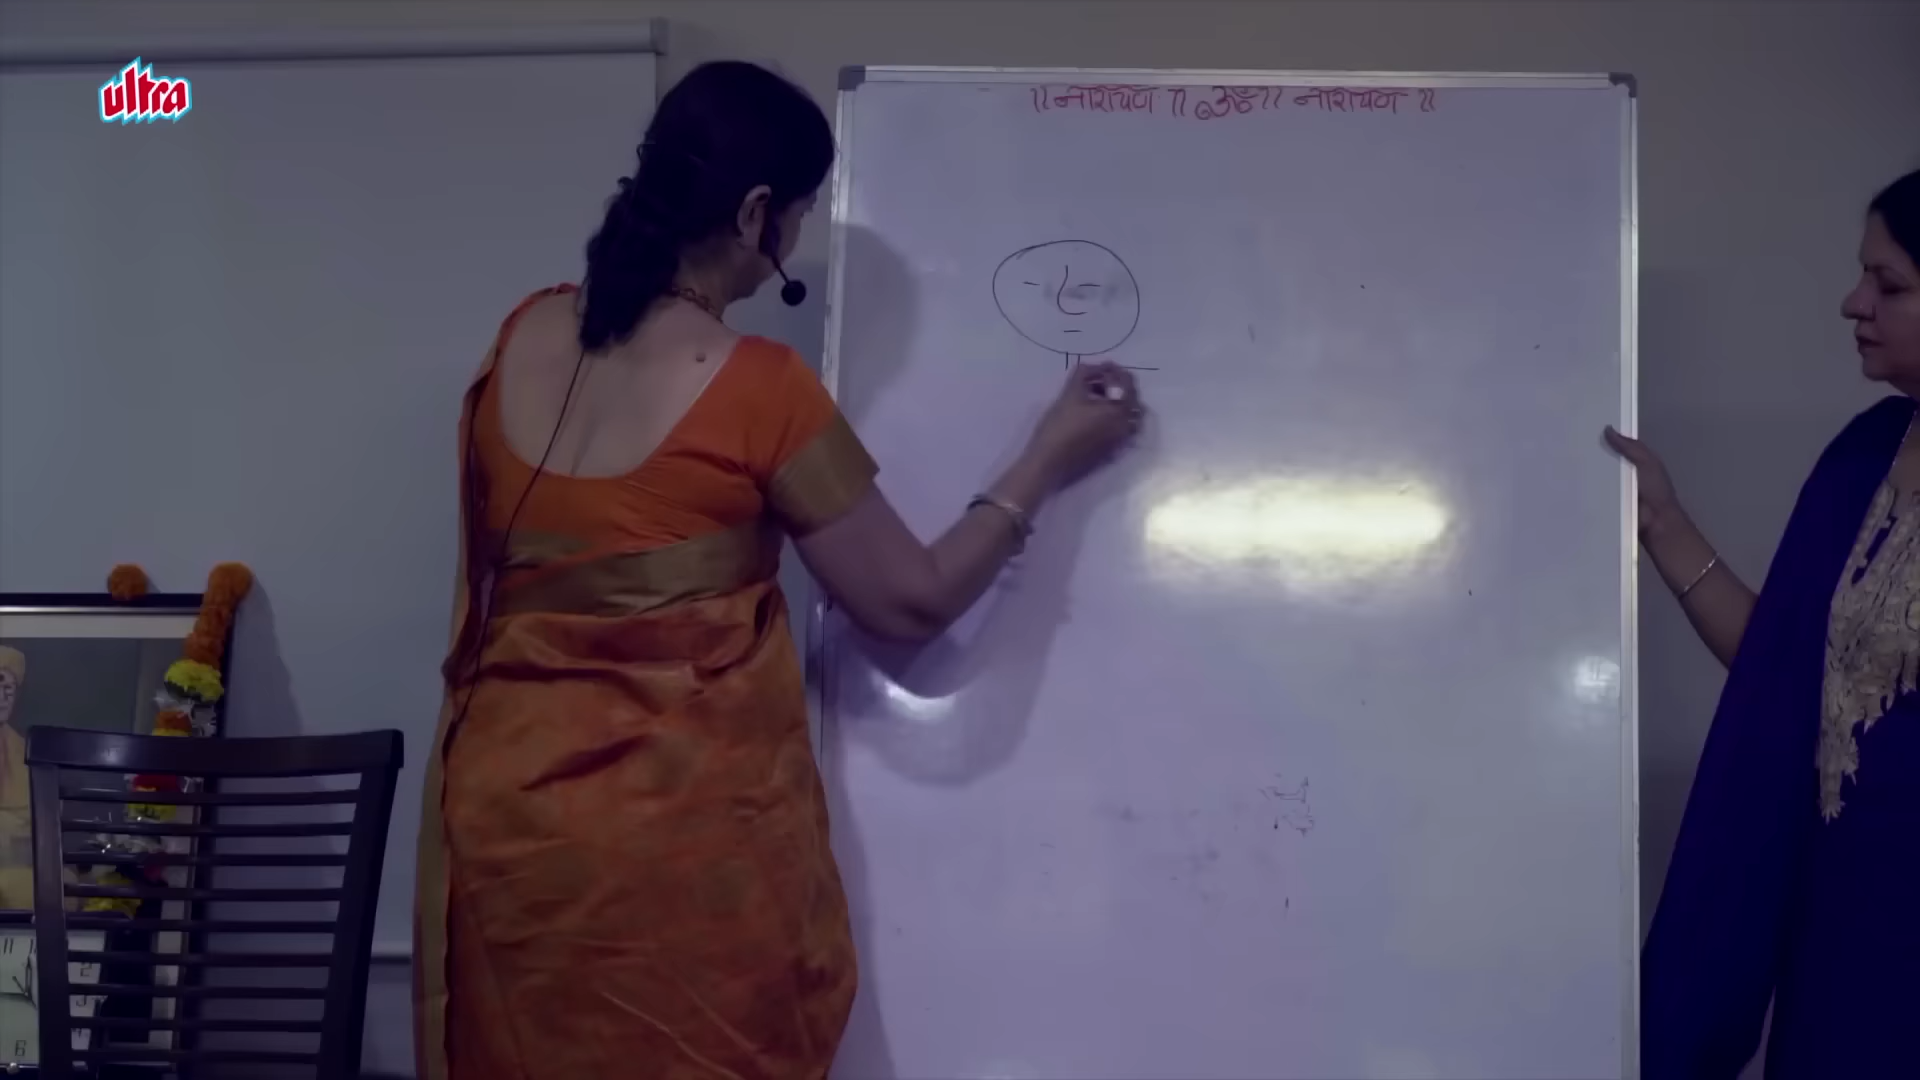 ultra
॥ नारायण ॥ ॐ ॥ नारायण ॥